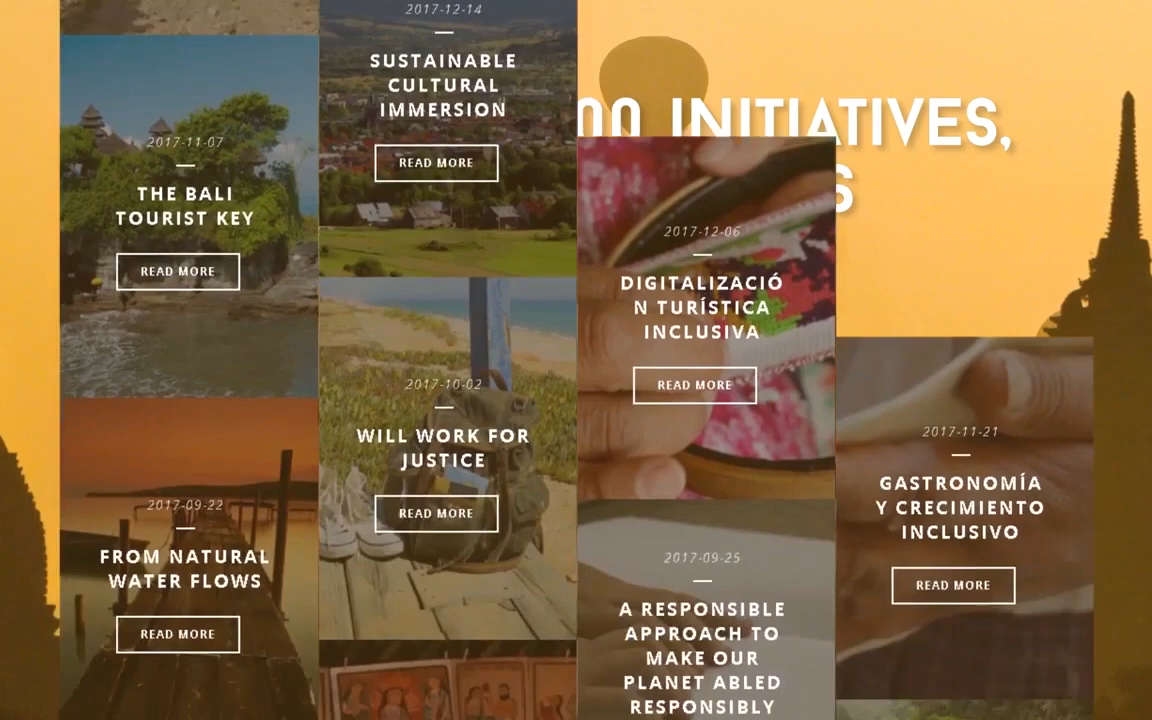 2017-12-14
SUSTAINABLE
CULTURAL
IMMERSION
READ MORE
2017-11-07
THE BALI
TOURIST KEY
READ MORE
00 INITIATIVES,
S
2017-12-06
DIGITALIZACIÓ
N TURÍSTICA
INCLUSIVA
READ MORE
2017-10-02
WILL WORK FOR
JUSTICE
READ MORE
2017-11-21
GASTRONOMÍA
Y CRECIMIENTO
INCLUSIVO
READ MORE
2017-09-22
FROM NATURAL
WATER FLOWS
READ MORE
2017-09-25
A RESPONSIBLE
APPROACH TO
MAKE OUR
PLANET ABLED
RESPONSIBLY